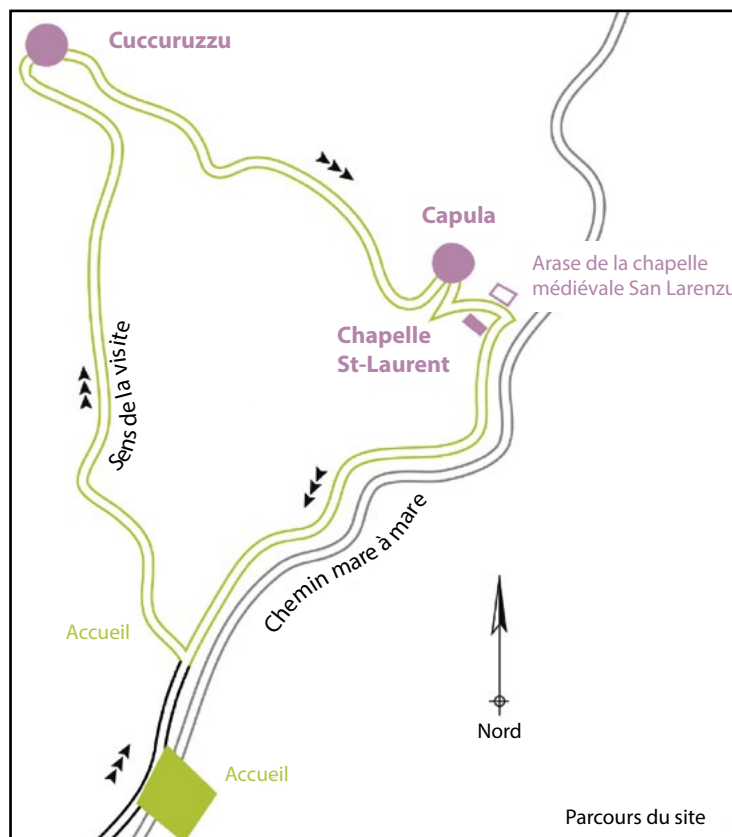 Cuccuruzzu
Capula
Arase de la chapelle
médiévale San Larenzu
Chapelle
St-Laurent
Sens de la visite
Chemin mare à mare
Accueil
Nord
Accueil
Parcours du site